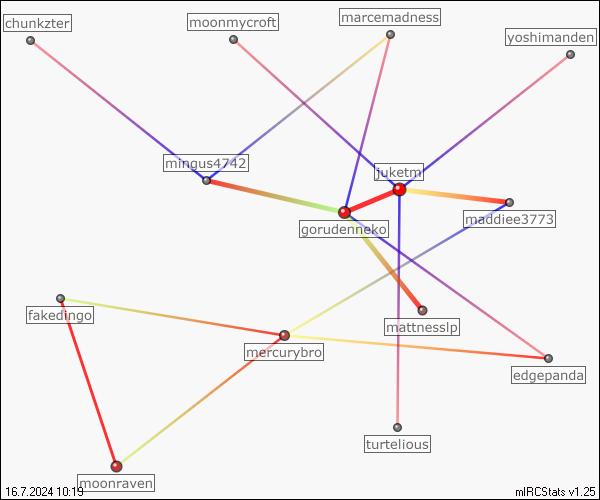 marcemadness
chunkzter
moonmycroft
yoshimanden
mingus4742
juketm
maddiee3773
gorudenneko
fakedingo
mattnesslp
mercurybro
edgepanda
turtelious
moonraven
16.7.2024 10:19
mIRCStats v1.25